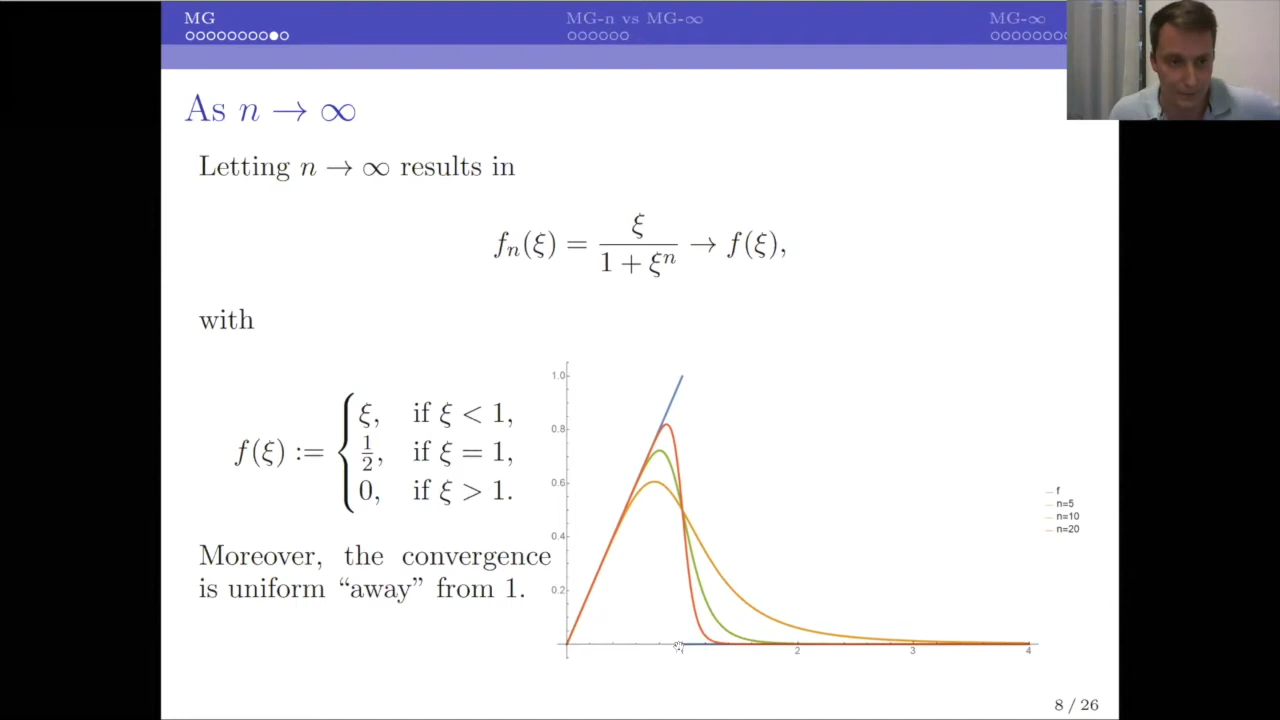 MG
MG-n vs MG-∞
MG-∞
As n → ∞
Letting n → ∞ results in
fₙ(ξ) = ξ / (1 + ξⁿ) → f(ξ),
with
f(ξ) := { ξ, if ξ < 1,
1/2, if ξ = 1,
0, if ξ > 1.
Moreover, the convergence
is uniform “away” from 1.
1.0
0.8
0.6
0.4
0.2
2
3
4
f
n=5
n=10
n=20
8 / 26